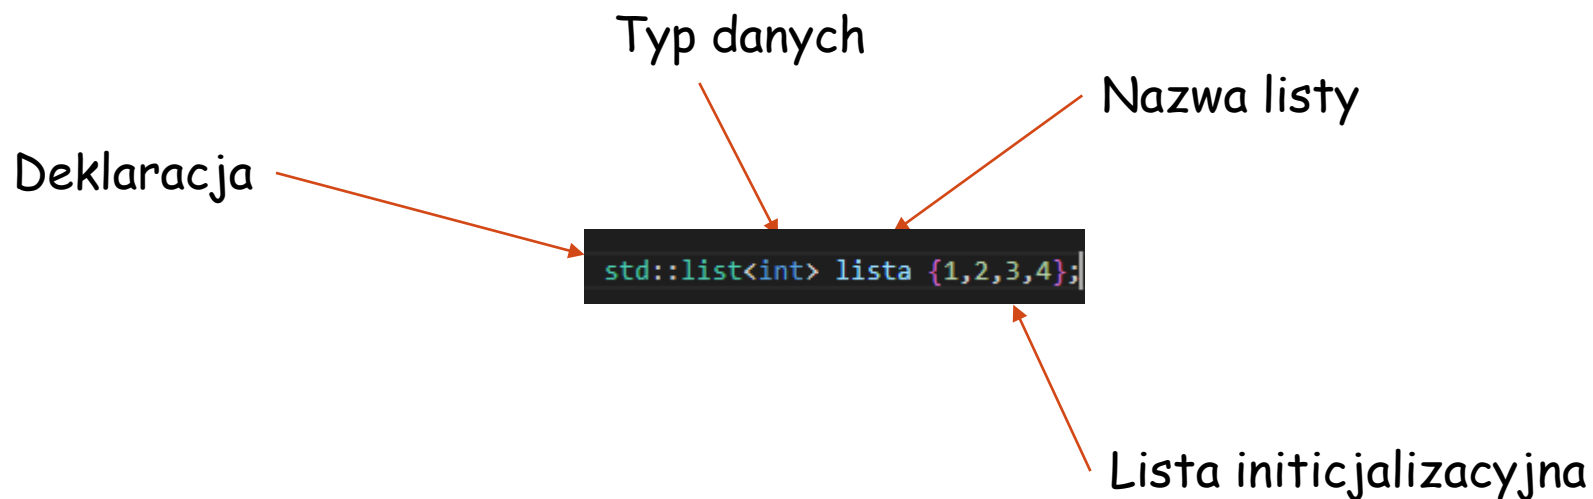 Typ danych
Nazwa listy
Deklaracja
std::list<int> lista {1,2,3,4};
Lista initicjalizacyjna